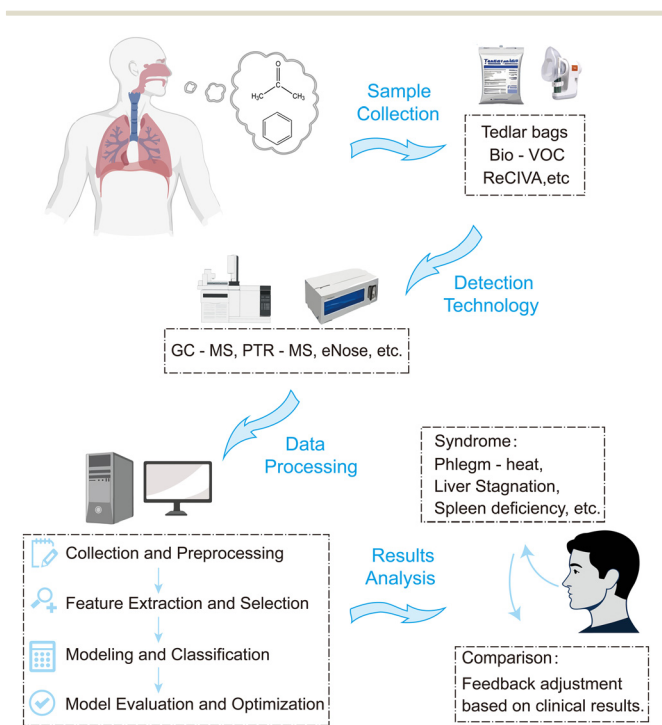 O
H₃C
C
CH₃
Sample
Collection
Tedlar bags
Bio - VOC
ReCIVA,etc
Detection
Technology
GC - MS, PTR - MS, eNose, etc.
Data
Processing
Syndrome:
Phlegm - heat,
Liver Stagnation,
Spleen deficiency, etc.
Collection and Preprocessing
Feature Extraction and Selection
Modeling and Classification
Model Evaluation and Optimization
Results
Analysis
Comparison:
Feedback adjustment
based on clinical results.